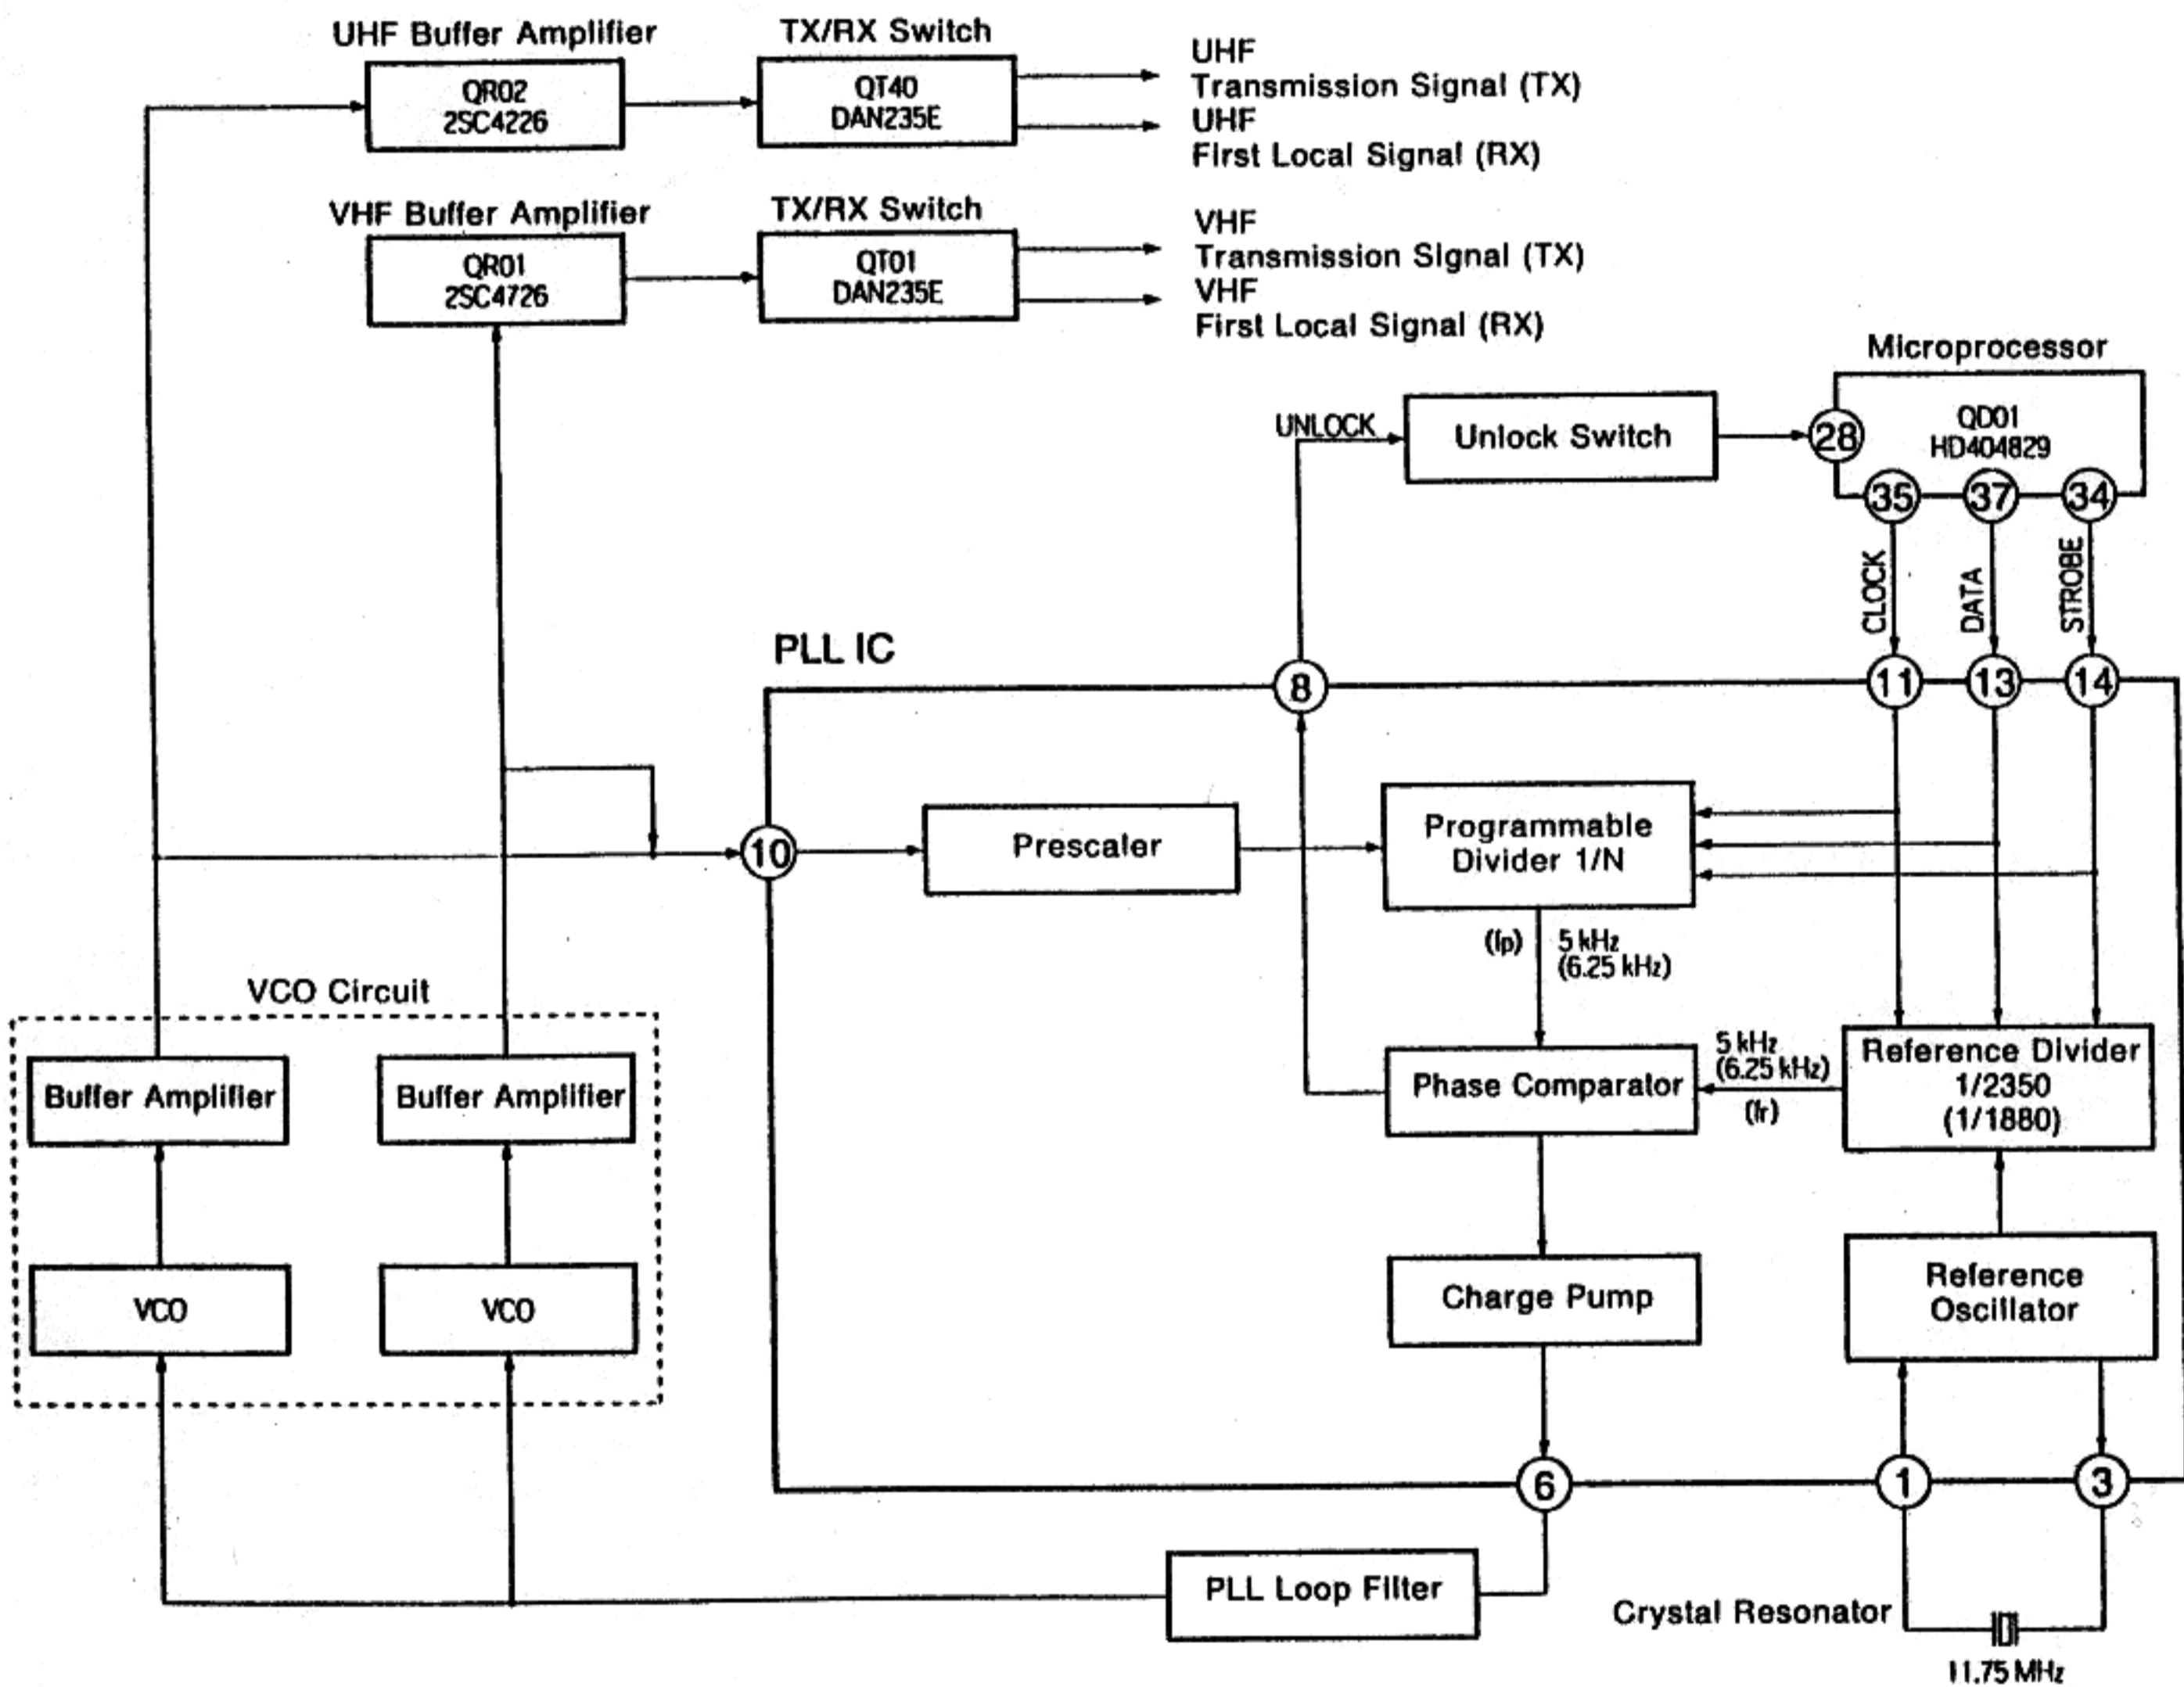 UHF Buffer Amplifier
TX/RX Switch
QR02
2SC4226
QT40
DAN235E
UHF
Transmission Signal (TX)
UHF
First Local Signal (RX)
VHF Buffer Amplifier
TX/RX Switch
QR01
2SC4726
QT01
DAN235E
VHF
Transmission Signal (TX)
VHF
First Local Signal (RX)
Microprocessor
UNLOCK
Unlock Switch
28
QD01
HD404829
35
37
34
CLOCK
DATA
STROBE
PLL IC
8
11
13
14
10
Prescaler
Programmable
Divider 1/N
(fp)
5 kHz
(6.25 kHz)
VCO Circuit
Buffer Amplifier
Buffer Amplifier
Phase Comparator
5 kHz
(6.25 kHz)
(fr)
Reference Divider
1/2350
(1/1880)
VCO
VCO
Charge Pump
Reference
Oscillator
6
1
3
PLL Loop Filter
Crystal Resonator
11.75 MHz